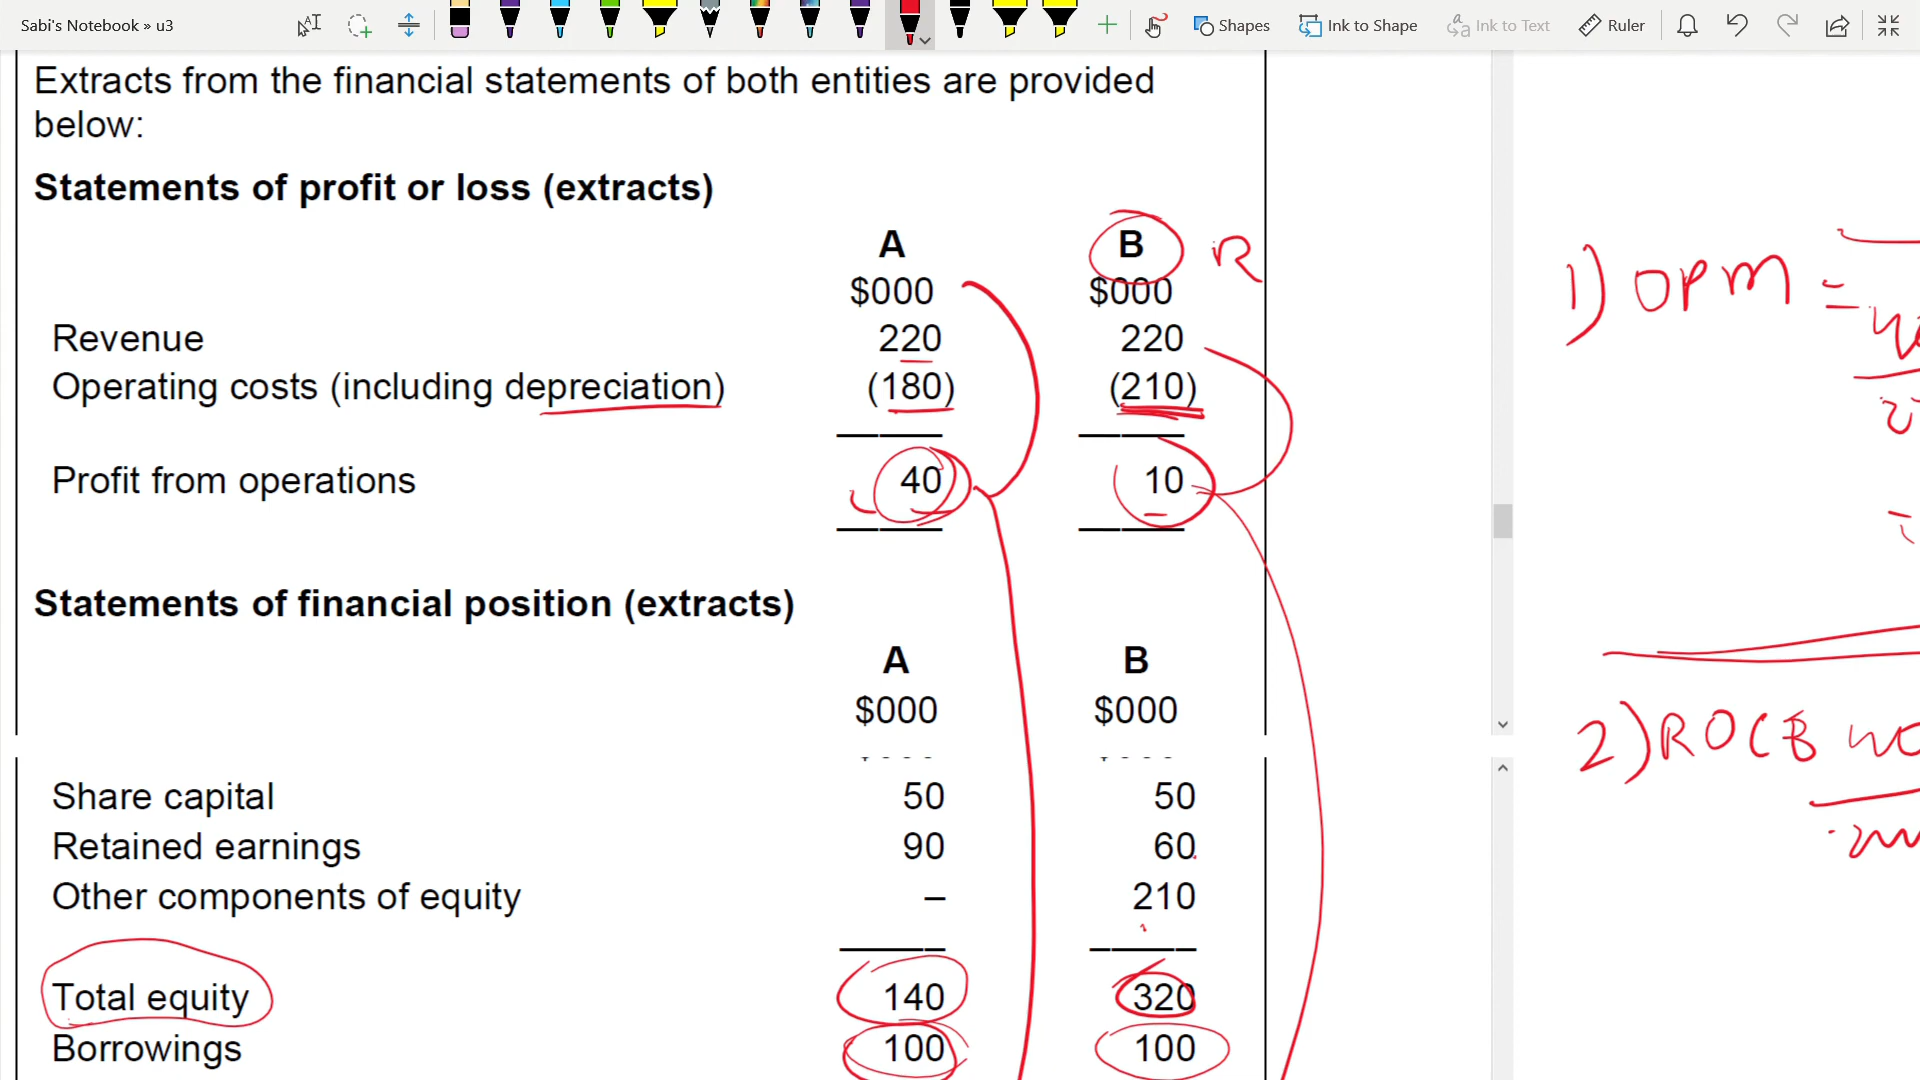 Sabi's Notebook » u3
Shapes
Ink to Shape
Ink to Text
Ruler
Extracts from the financial statements of both entities are provided
below:
Statements of profit or loss (extracts)
A B R
$000 $000
Revenue 220 220
Operating costs (including depreciation) (180) (210)
Profit from operations 40 10
Statements of financial position (extracts)
A B
$000 $000
Share capital 50 50
Retained earnings 90 60
Other components of equity – 210
Total equity 140 320
Borrowings 100 100
1) OPM =
2) ROCE